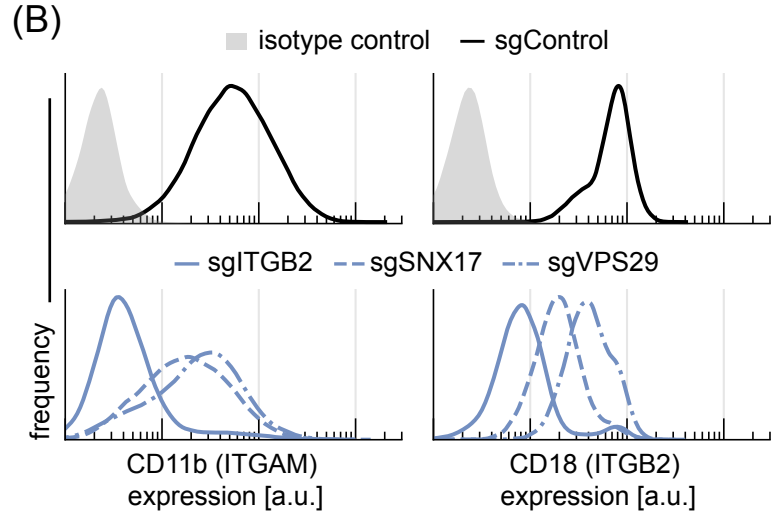 (B)
isotype control sgControl
sgITGB2 sgSNX17 sgVPS29
frequency
CD11b (ITGAM)
expression [a.u.]
CD18 (ITGB2)
expression [a.u.]